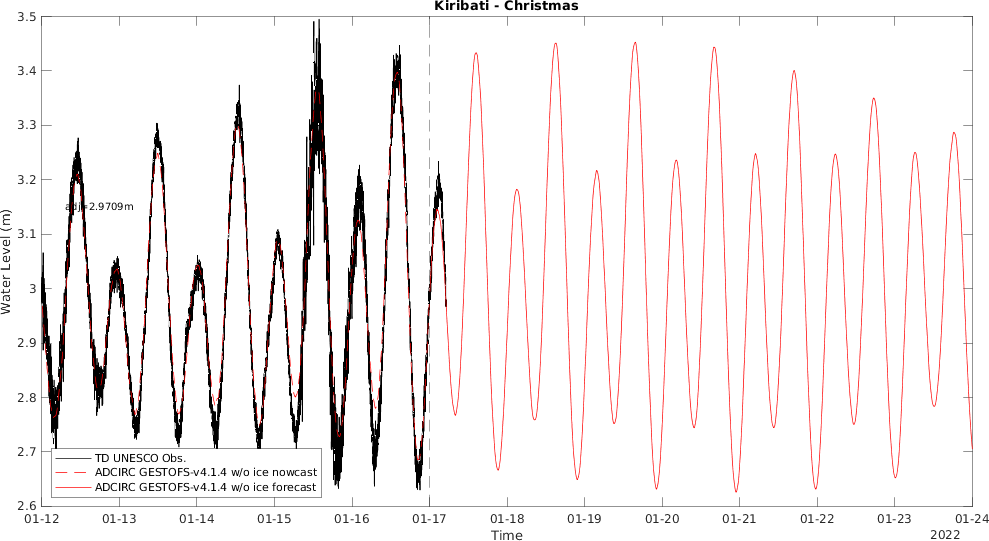 Kiribati - Christmas
3.5
3.4
3.3
3.2
3.1
3
2.9
2.8
2.7
2.6
Water Level (m)
adj=2.9709m
TD UNESCO Obs.
ADCIRC GESTOFS-v4.1.4 w/o ice nowcast
ADCIRC GESTOFS-v4.1.4 w/o ice forecast
01-12 01-13 01-14 01-15 01-16 01-17 01-18 01-19 01-20 01-21 01-22 01-23 01-24
Time
2022